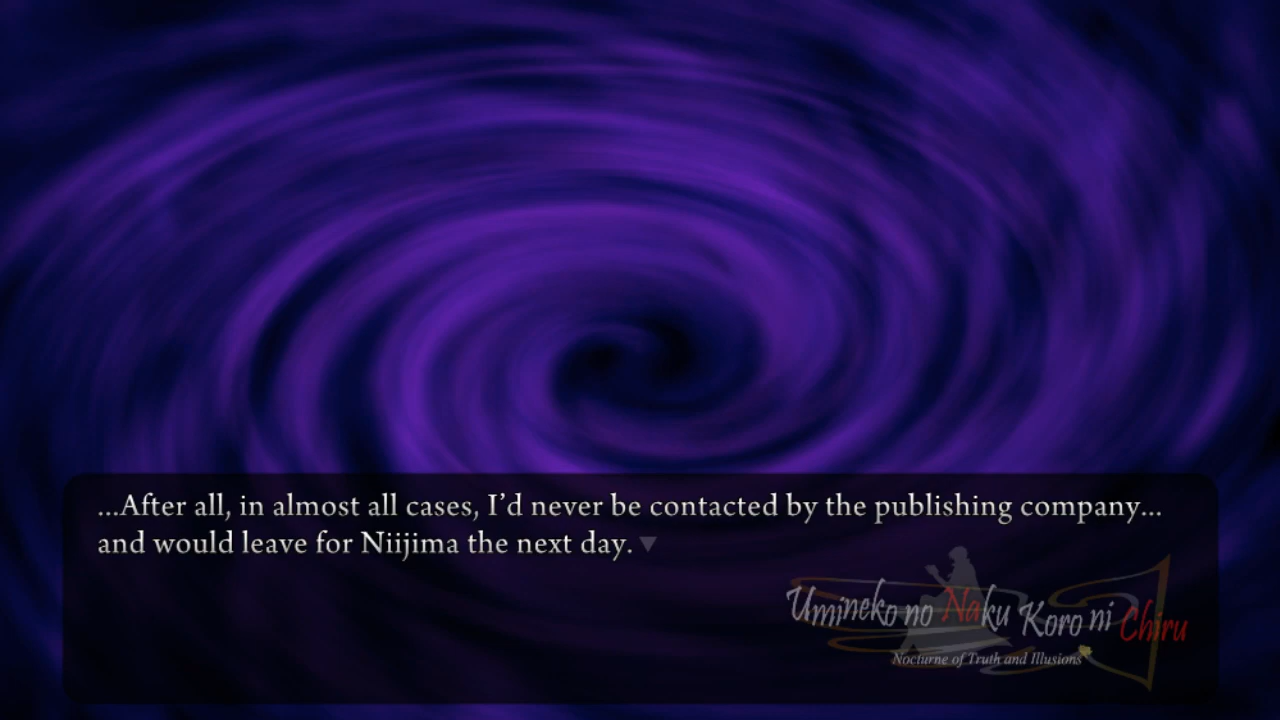 ...After all, in almost all cases, I'd never be contacted by the publishing company...
and would leave for Niijima the next day.
Umineko no Naku Koro ni Chiru
Nocturne of Truth and Illusions